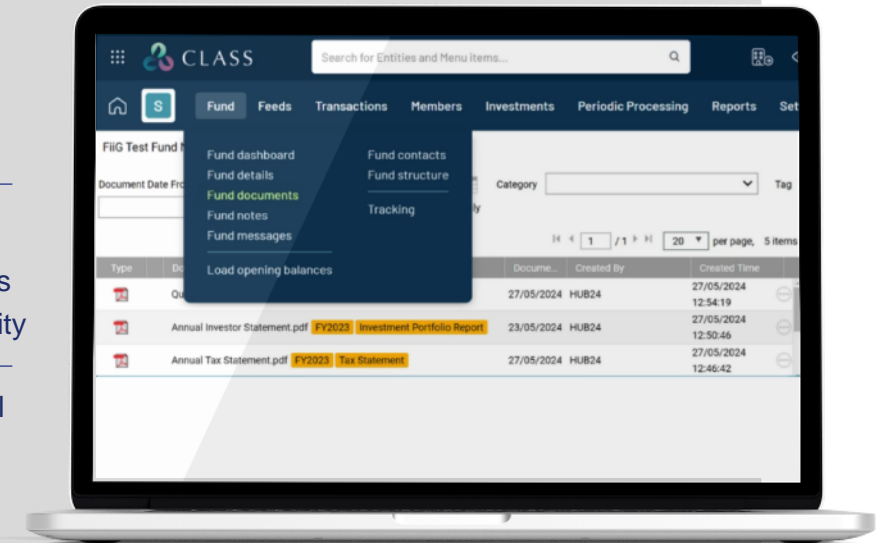 CLASS
Search for Entities and Menu items...
S Fund Feeds Transactions Members Investments Periodic Processing Reports Set
FiiG Test Fund
Fund dashboard Fund contacts
Fund details Fund structure
Document Date Category Tag
Fund documents
Fund notes Tracking ly
Fund messages
1 / 1 20 per page, 5 items
Load opening balances
Type Docume... Created By Created Time
27/05/2024 HUB24 27/05/2024
12:54:19
Annual Investor Statement.pdf FY2023 Investment Portfolio Report 23/05/2024 HUB24 27/05/2024
12:50:46
Annual Tax Statement.pdf FY2023 Tax Statement 27/05/2024 HUB24 27/05/2024
12:46:42
s
ity